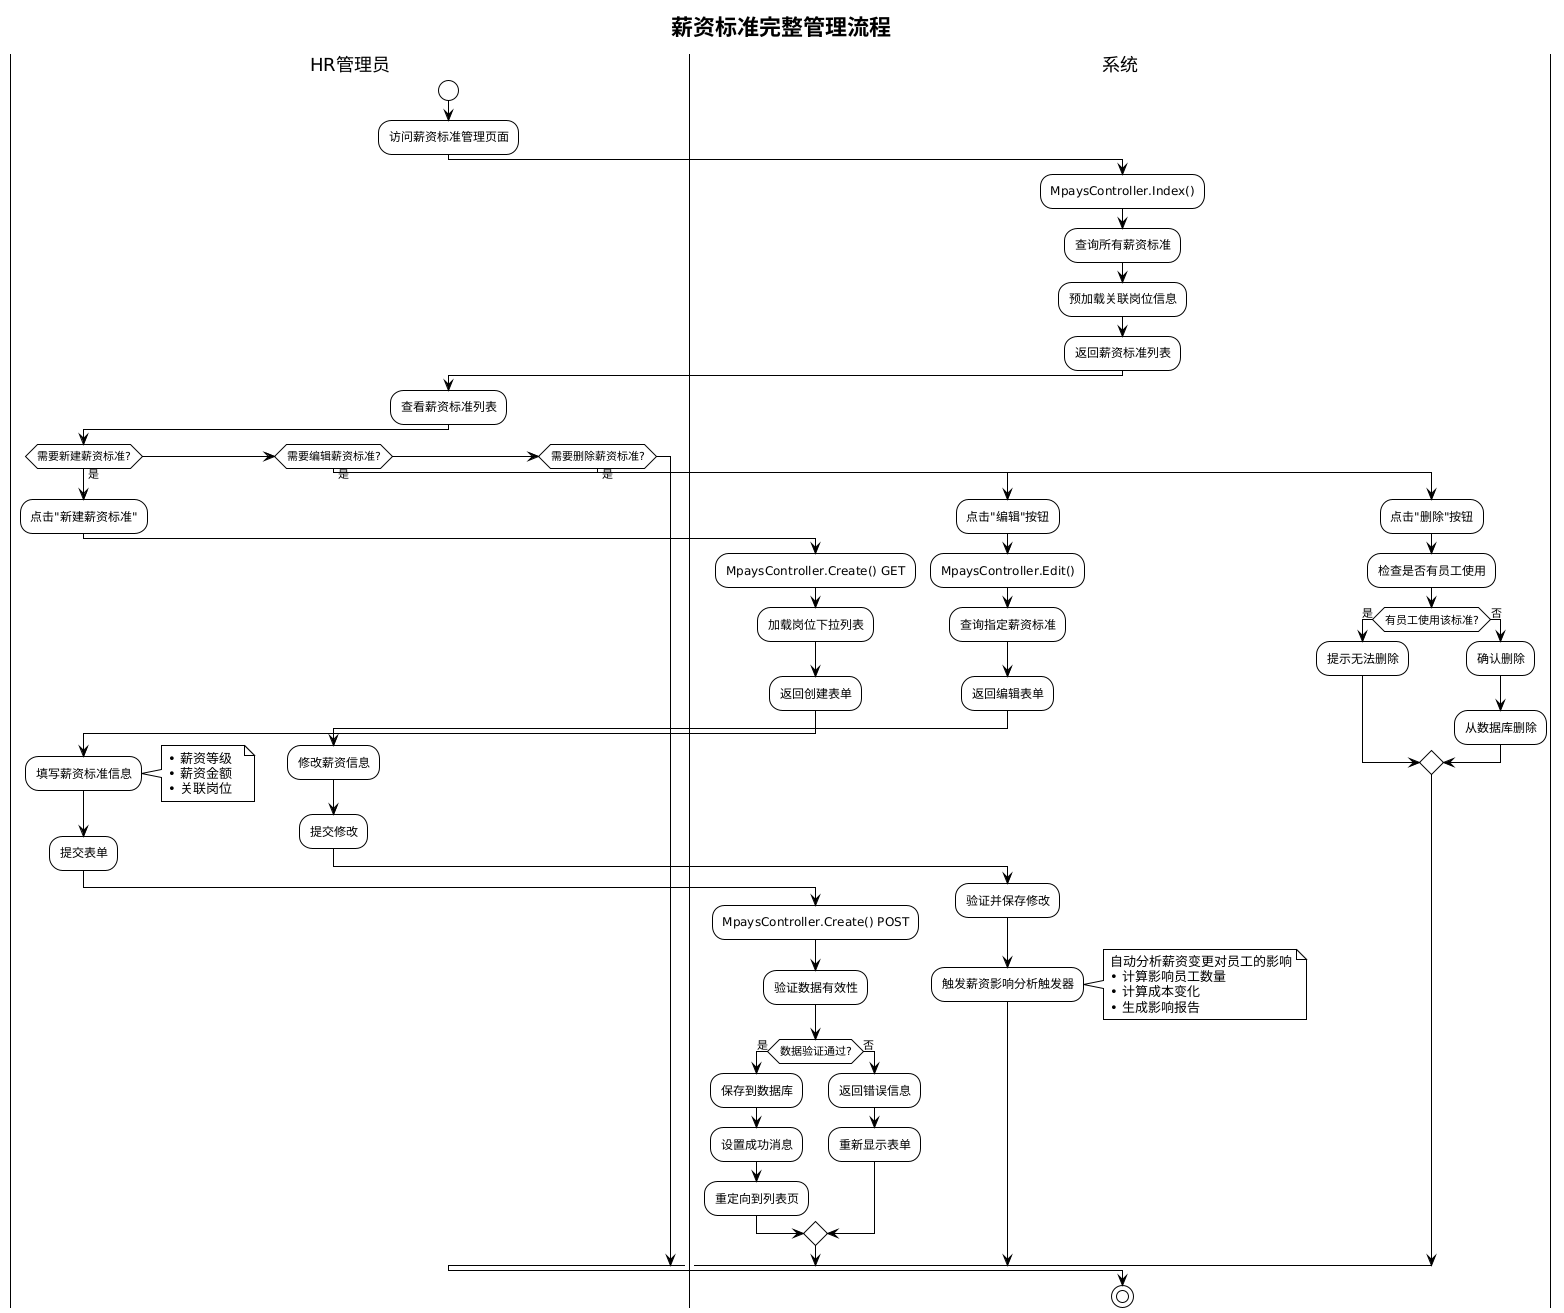 薪资标准完整管理流程
HR管理员
系统
访问薪资标准管理页面
MpaysController.Index()
查询所有薪资标准
预加载关联岗位信息
返回薪资标准列表
查看薪资标准列表
需要新建薪资标准?
需要编辑薪资标准?
需要删除薪资标准?
是
是
是
点击"新建薪资标准"
点击"编辑"按钮
点击"删除"按钮
MpaysController.Create() GET
MpaysController.Edit()
检查是否有员工使用
加载岗位下拉列表
查询指定薪资标准
是
有员工使用该标准?
否
提示无法删除
确认删除
返回创建表单
返回编辑表单
从数据库删除
填写薪资标准信息
• 薪资等级
• 薪资金额
• 关联岗位
修改薪资信息
提交修改
提交表单
验证并保存修改
MpaysController.Create() POST
自动分析薪资变更对员工的影响
• 计算影响员工数量
• 计算成本变化
• 生成影响报告
触发薪资影响分析触发器
验证数据有效性
是
数据验证通过?
否
保存到数据库
返回错误信息
设置成功消息
重新显示表单
重定向到列表页